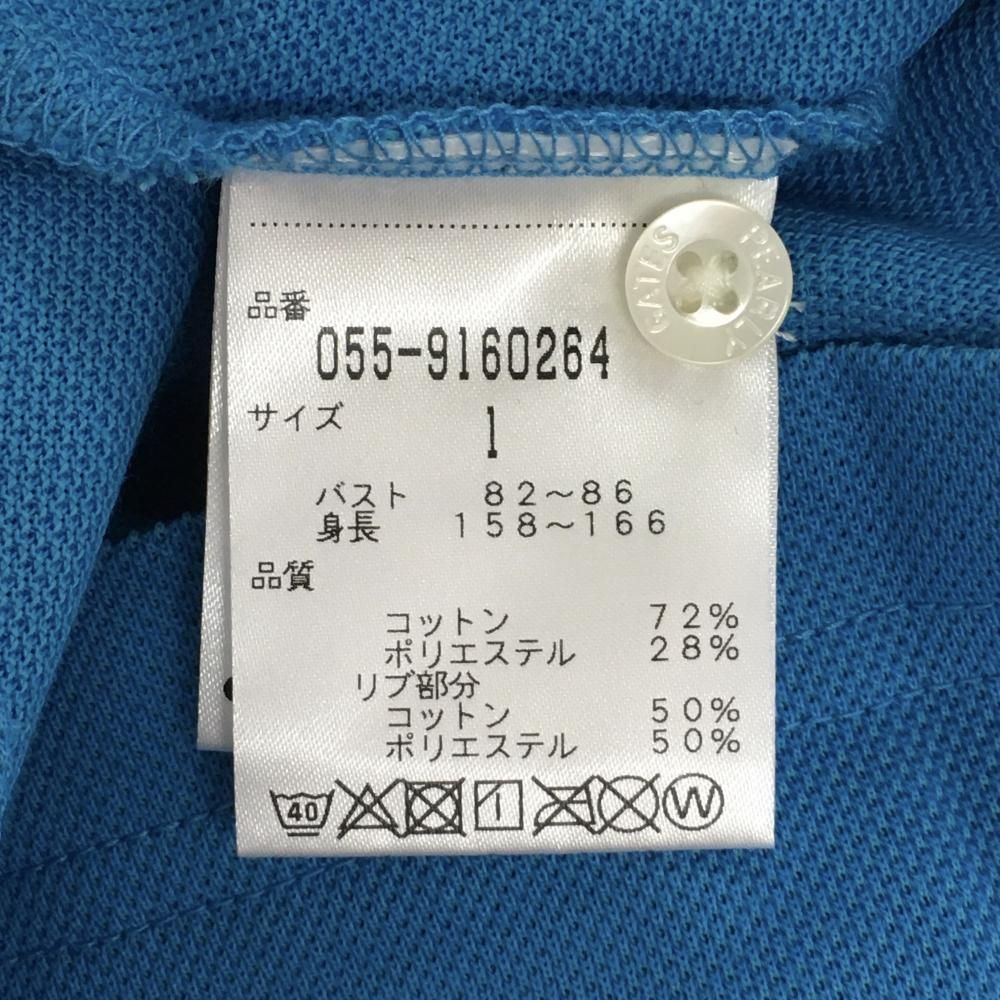 品番
055-9160264
サイズ 1
バスト 82〜86
身長 158〜166
品質
コットン 72%
ポリエステル 28%
リブ部分
コットン 50%
ポリエステル 50%
40 W
PEARLY GATES